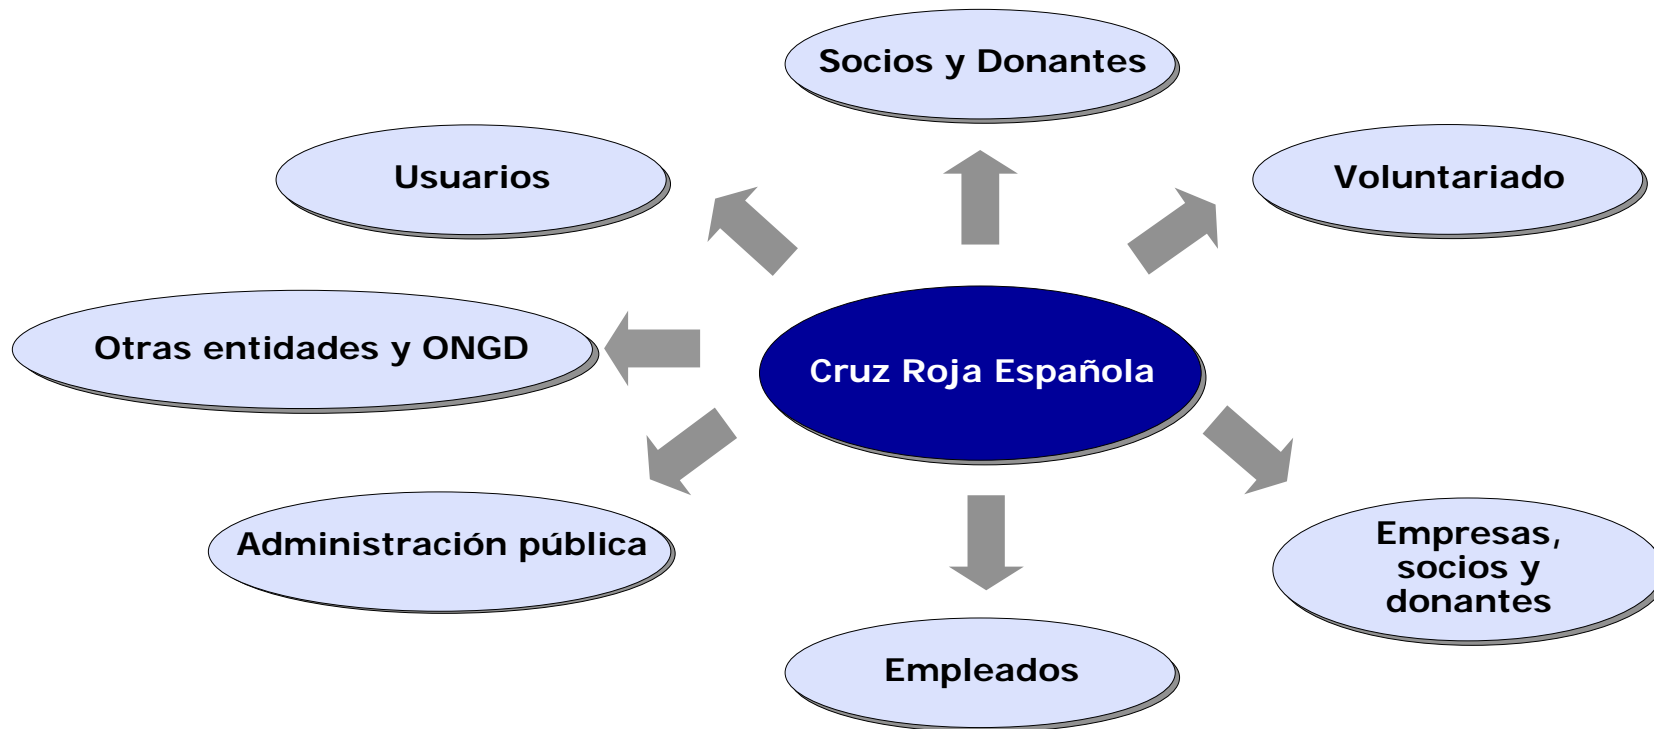 Socios y Donantes
Usuarios
Voluntariado
Otras entidades y ONGD
Cruz Roja Española
Administración pública
Empresas,
socios y
donantes
Empleados